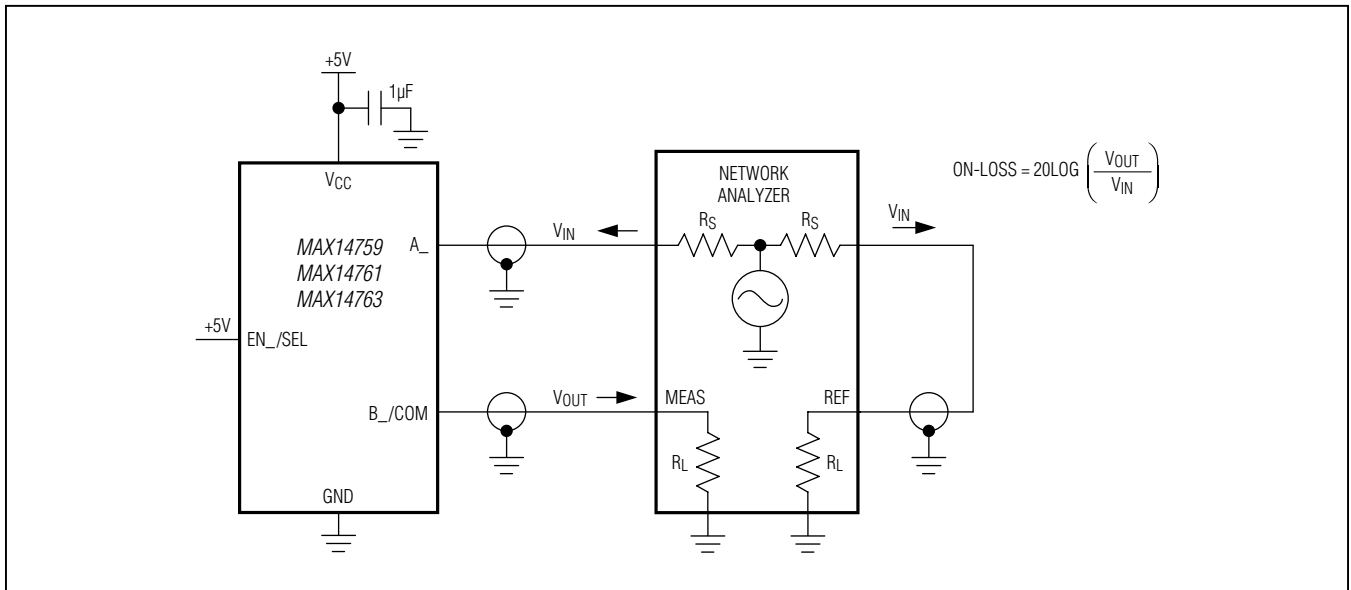 +5V
1µF
VCC
MAX14759
MAX14761
MAX14763
A_
+5V
EN_/SEL
B_/COM
GND
VIN
VOUT
NETWORK
ANALYZER
RS
RS
MEAS
REF
RL
RL
VIN
ON-LOSS = 20LOG (VOUT/VIN)